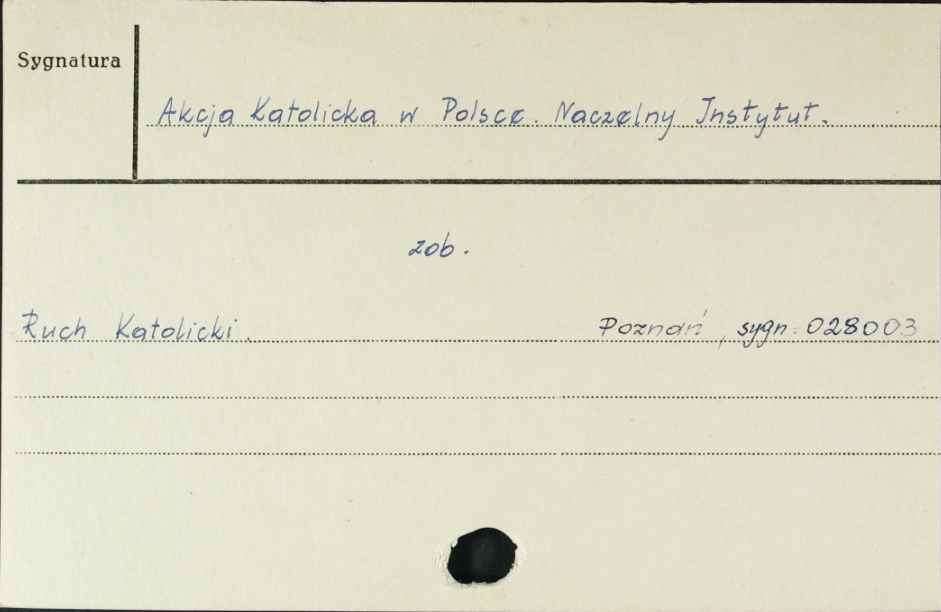 Sygnatura
Akcja Katolicka w Polsce. Naczelny Instytut.
zob.
Ruch Katolicki. Poznań, sygn: 028003